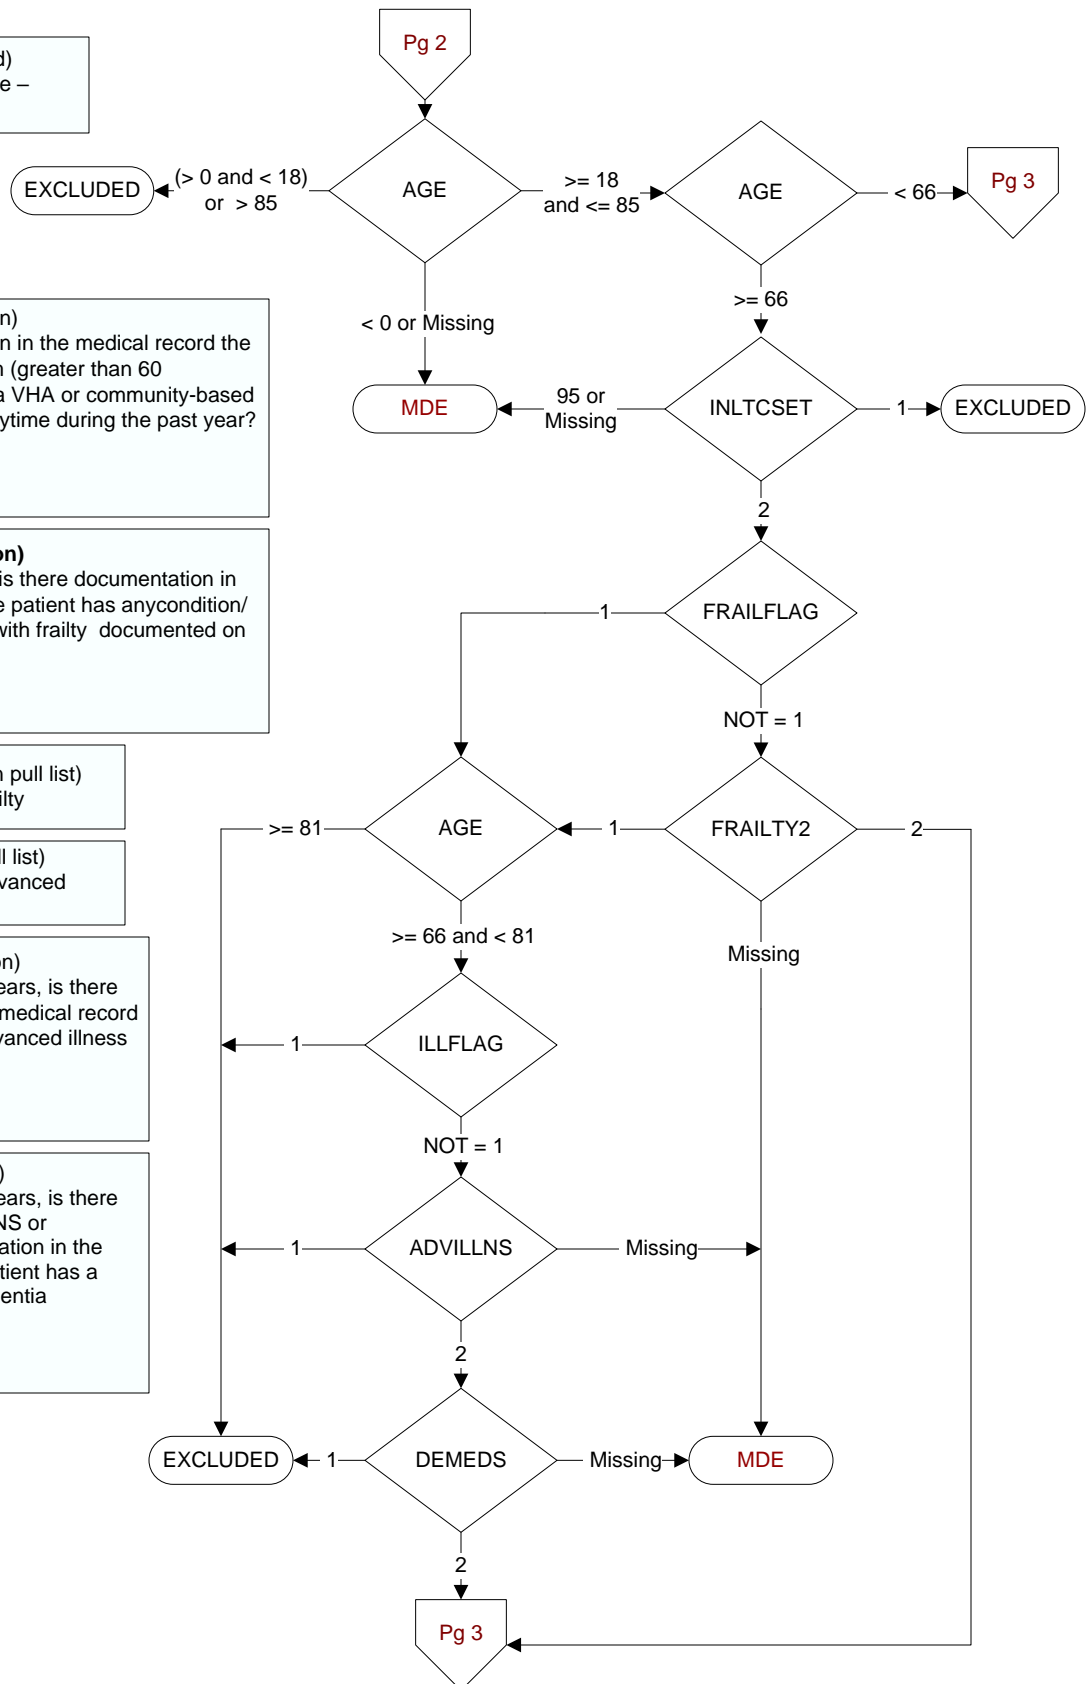 Pg 2
d)
e –
(> 0 and < 18)
or > 85
EXCLUDED
AGE
>= 18
and <= 85
AGE
< 66
Pg 3
< 0 or Missing
>= 66
on)
n in the medical record the
n (greater than 60
a VHA or community-based
ytime during the past year?
MDE
95 or
Missing
INLTCSET
1
EXCLUDED
2
on)
is there documentation in
e patient has anycondition/
with frailty documented on
1
FRAILFLAG
NOT = 1
n pull list)
ilty
>= 81
AGE
1
FRAILTY2
2
ll list)
vanced
>= 66 and < 81
Missing
on)
ears, is there
medical record
vanced illness
1
ILLFLAG
NOT = 1
)
ears, is there
NS or
ation in the
tient has a
entia
1
ADVILLNS
Missing
2
EXCLUDED
1
DEMEDS
Missing
MDE
2
Pg 3